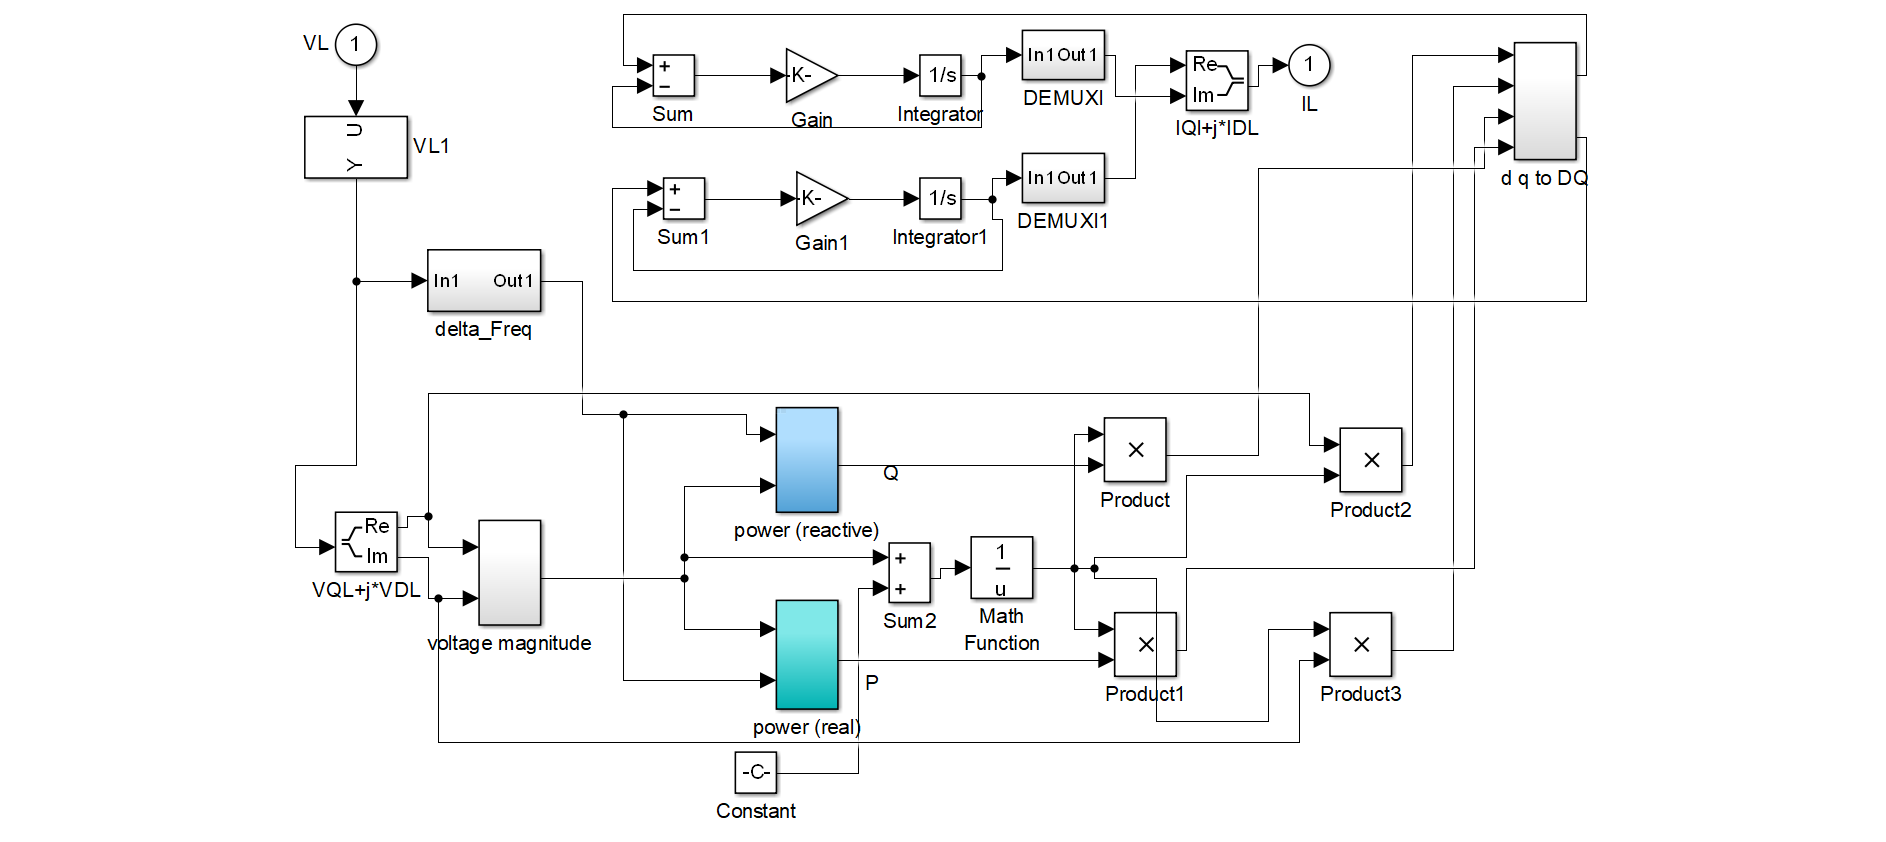 VL
1
U
Y
VL1
In1 Out1
delta_Freq
+
−
Sum
-K-
Gain
1/s
Integrator
In1 Out1
DEMUXI
Re
Im
IQI+j*IDL
1
IL
+
−
Sum1
-K-
Gain1
1/s
Integrator1
In1 Out1
DEMUXI1
d q to DQ
Re
Im
VQL+j*VDL
voltage magnitude
Q
power (reactive)
×
Product
×
Product2
+
+
Sum2
1
u
Math
Function
P
power (real)
×
Product1
×
Product3
-C-
Constant